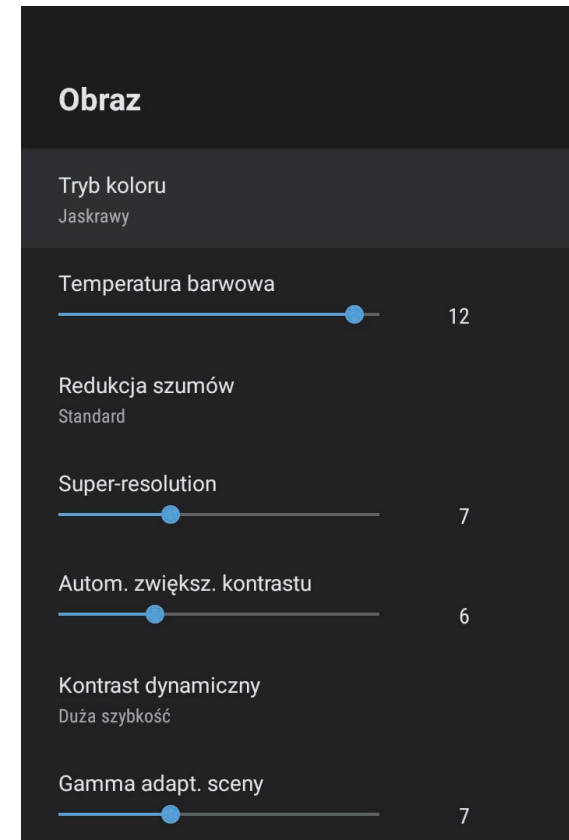 Obraz
Tryb koloru
Jaskrawy
Temperatura barwowa
12
Redukcja szumów
Standard
Super-resolution
7
Autom. zwiększ. kontrastu
6
Kontrast dynamiczny
Duża szybkość
Gamma adapt. sceny
7